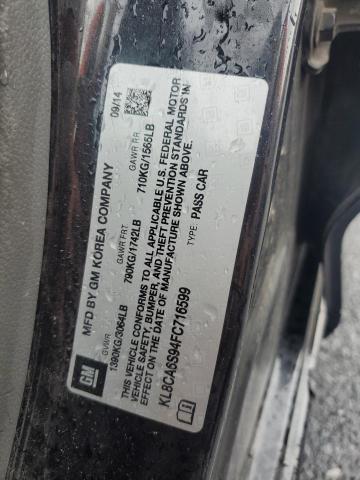 GM
MFD BY GM KOREA COMPANY
09/14
GVWR GAWR FRT GAWR RR
1390KG/3064LB 790KG/1742LB 710KG/1565LB
THIS VEHICLE CONFORMS TO ALL APPLICABLE U.S. FEDERAL MOTOR
VEHICLE SAFETY, BUMPER, AND THEFT PREVENTION STANDARDS IN
EFFECT ON THE DATE OF MANUFACTURE SHOWN ABOVE.
KL8CA6S94FC716599 TYPE: PASS CAR